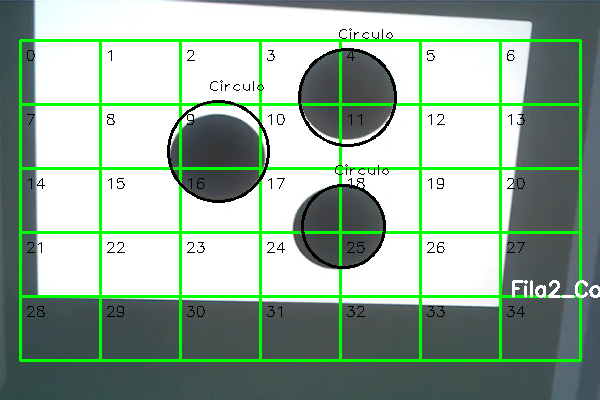 Circulo
0 1 2 3 4 5 6
Circulo
7 8 9 10 11 12 13
Circulo
14 15 16 17 18 19 20
21 22 23 24 25 26 27
Fila2_Co
28 29 30 31 32 33 34